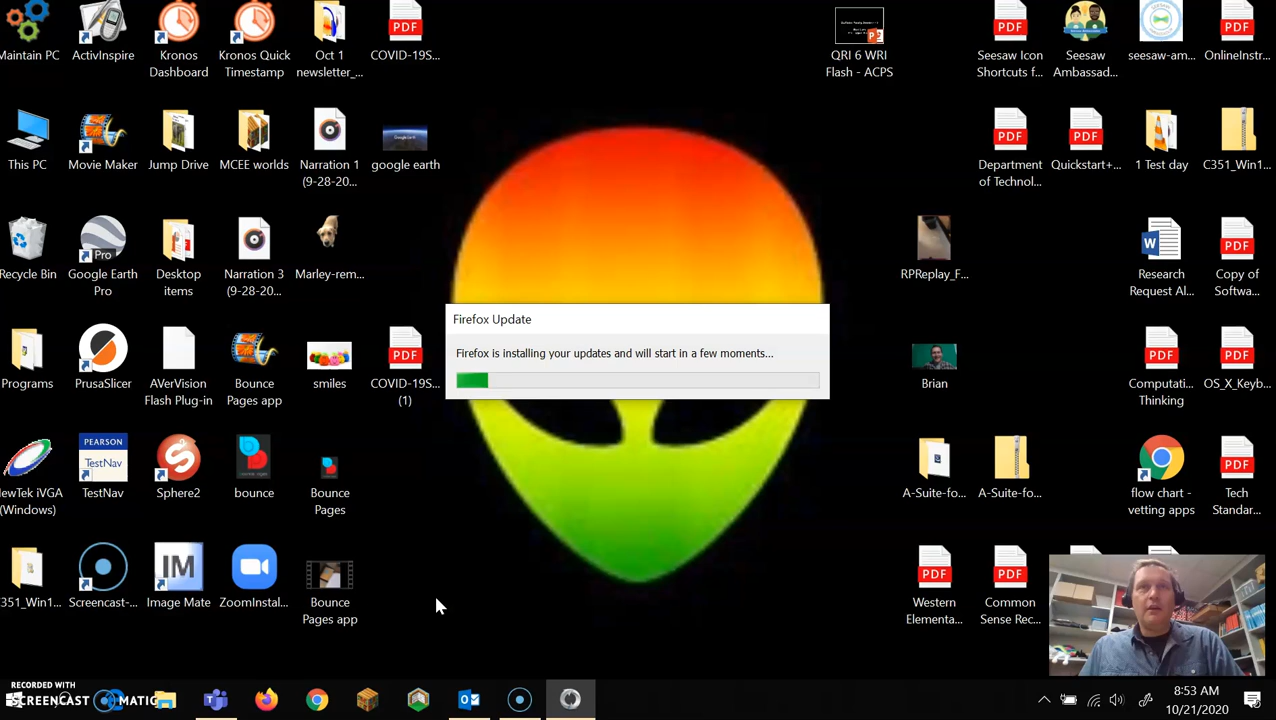 Maintain PC
ActivInspire
Kronos
Dashboard
Kronos Quick
Timestamp
Oct 1
newsletter_...
PDF
COVID-19S...
QRI 6 WRI
Flash - ACPS
PDF
Seesaw Icon
Shortcuts f...
Seesaw
Ambassad...
seesaw-am...
PDF
OnlineInstr...
This PC
Movie Maker
Jump Drive
MCEE worlds
Narration 1
(9-28-20...
Google Earth
google earth
PDF
Department
of Technol...
PDF
Quickstart+...
1 Test day
C351_Win1...
Recycle Bin
Pro
Google Earth
Pro
Desktop
items
Narration 3
(9-28-20...
Marley-rem...
RPReplay_F...
W
Research
Request Al...
PDF
Copy of
Softwa...
Firefox Update
Firefox is installing your updates and will start in a few moments...
Programs
PrusaSlicer
AVerVision
Flash Plug-in
Bounce
Pages app
smiles
PDF
COVID-19S...
(1)
Brian
PDF
Computati...
Thinking
PDF
OS_X_Keyb...
NewTek iVGA
(Windows)
PEARSON
TestNav
TestNav
Sphere2
bounce
Bounce
Pages
A-Suite-fo...
A-Suite-fo...
flow chart -
vetting apps
PDF
Tech
Standar...
C351_Win1...
Screencast-...
IM
Image Mate
ZoomInstal...
Bounce
Pages app
PDF
Western
Elementa...
PDF
Common
Sense Rec...
RECORDED WITH
SCREENCAST MATIC
8:53 AM
10/21/2020